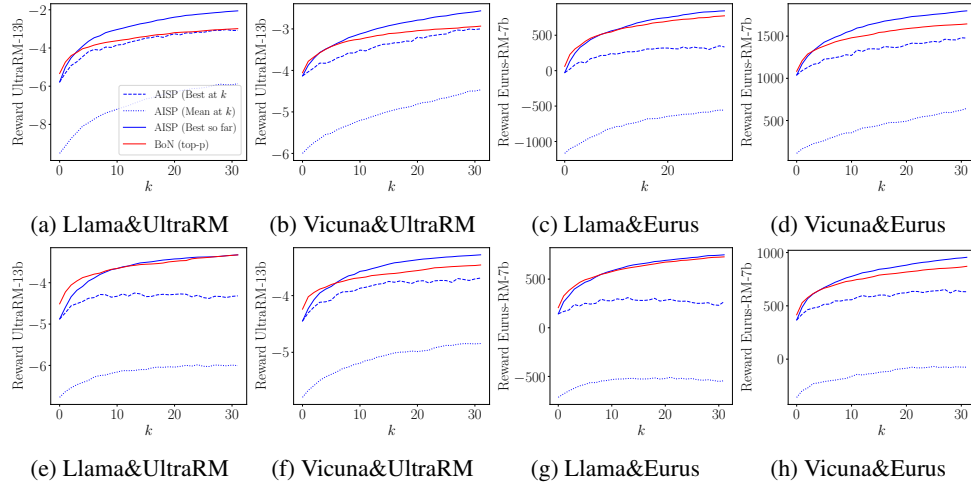 −2
−4
−6
−8
Reward UltraRM-13b
AISP (Best at k
AISP (Mean at k)
AISP (Best so far)
BoN (top-p)
0 10 20 30
k
(a) Llama&UltraRM
−3
−4
−5
−6
Reward UltraRM-13b
0 10 20 30
k
(b) Vicuna&UltraRM
500
0
−500
−1000
Reward Eurus-RM-7b
20
k
(c) Llama&Eurus
1500
1000
500
Reward Eurus-RM-7b
0 10 20 30
k
(d) Vicuna&Eurus
−4
−5
−6
Reward UltraRM-13b
0 10 20 30
k
(e) Llama&UltraRM
−4
−5
Reward UltraRM-13b
0 10 20 30
k
(f) Vicuna&UltraRM
500
0
−500
Reward Eurus-RM-7b
0 10 20 30
k
(g) Llama&Eurus
1000
500
0
Reward Eurus-RM-7b
0 10 20 30
k
(h) Vicuna&Eurus